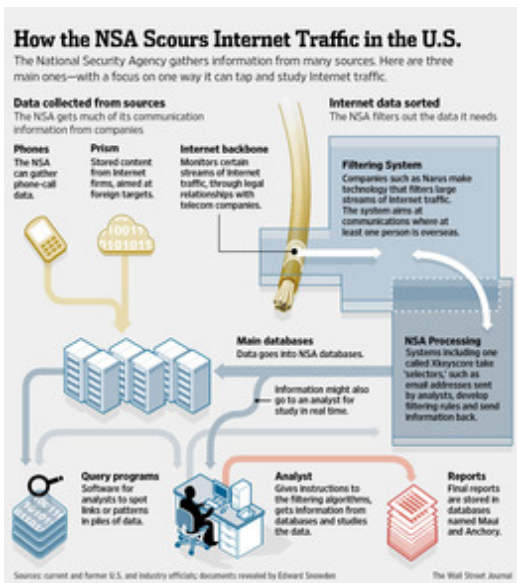 How the NSA Scours Internet Traffic in the U.S.
The National Security Agency gathers information from many sources. Here are three
main ones—with a focus on one way it can tap and study Internet traffic.
Data collected from sources
The NSA gets much of its communication
information from companies
Internet data sorted
The NSA filters out the data it needs
Phones
The NSA
can gather
phone-call
data.
Prism
Stored content
from Internet
firms, aimed at
foreign targets.
Internet backbone
Monitors certain
streams of Internet
traffic, through legal
relationships with
telecom companies.
Filtering System
Companies such as Narus make
technology that filters large
streams of Internet traffic.
The system aims at
communications where at
least one person is overseas.
10011
0101015
Main databases
Data goes into NSA databases.
NSA Processing
Systems including one
called Xkeyscore take
'selectors,' such as
email addresses sent
by analysts, develop
filtering rules and send
information back.
Information might also
go to an analyst for
study in real time.
Query programs
Software for
analysts to spot
links or patterns
in piles of data.
Analyst
Gives instructions to
the filtering algorithms,
gets information from
databases and studies
the data.
Reports
Final reports
are stored in
databases
named Maui
and Anchory.
Sources: current and former U.S. and industry officials; documents revealed by Edward Snowden
The Wall Street Journal